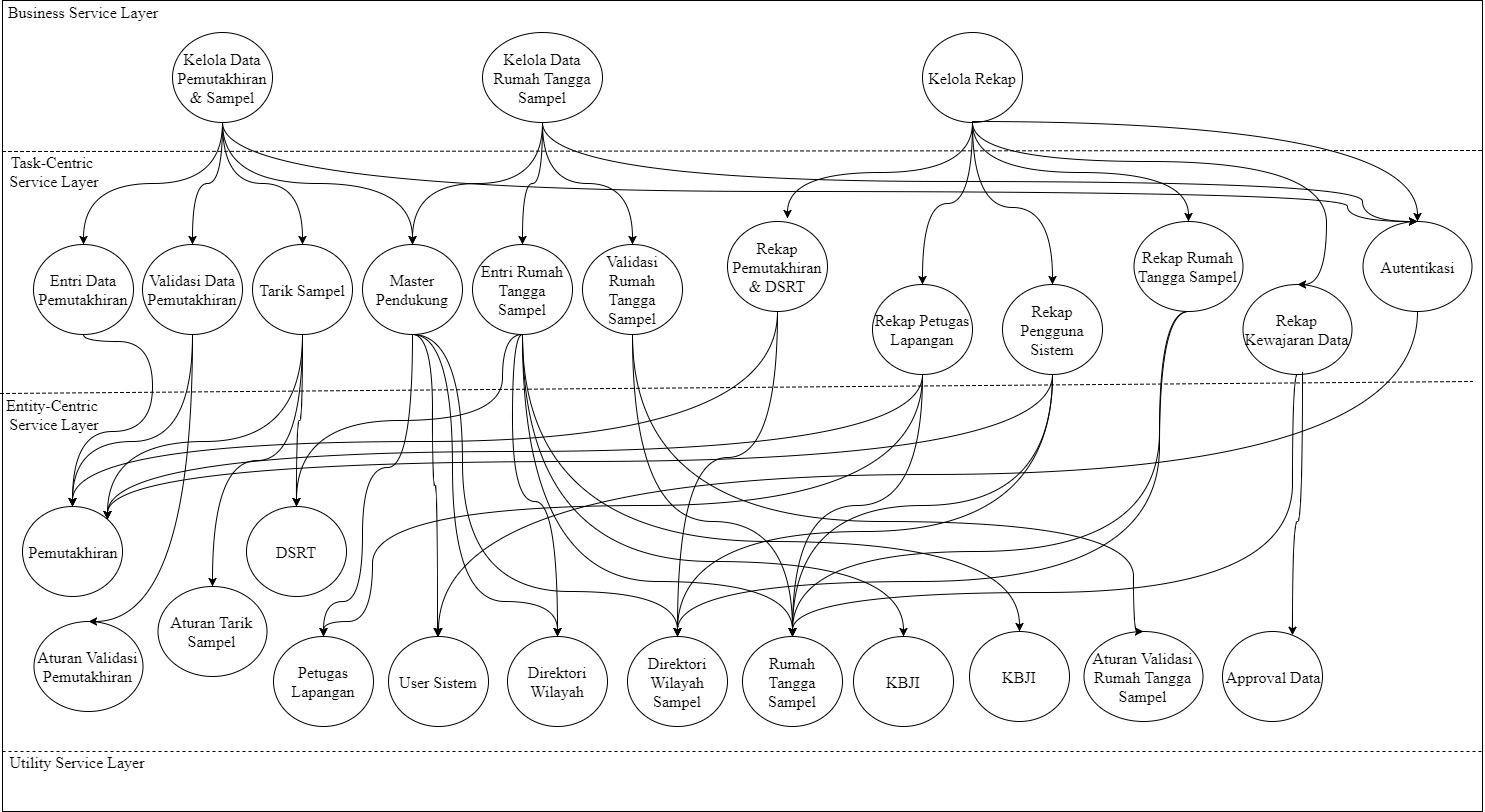 Business Service Layer
Kelola Data
Pemutakhiran
& Sampel
Kelola Data
Rumah Tangga
Sampel
Kelola Rekap
Task-Centric
Service Layer
Entri Data
Pemutakhiran
Validasi Data
Pemutakhiran
Tarik Sampel
Master
Pendukung
Entri Rumah
Tangga
Sampel
Validasi
Rumah
Tangga
Sampel
Rekap
Pemutakhiran
& DSRT
Rekap Petugas
Lapangan
Rekap
Pengguna
Sistem
Rekap Rumah
Tangga Sampel
Rekap
Kewajaran Data
Autentikasi
Entity-Centric
Service Layer
Pemutakhiran
Aturan Validasi
Pemutakhiran
Aturan Tarik
Sampel
DSRT
Petugas
Lapangan
User Sistem
Direktori
Wilayah
Direktori
Wilayah
Sampel
Rumah
Tangga
Sampel
KBJI
KBJI
Aturan Validasi
Rumah Tangga
Sampel
Approval Data
Utility Service Layer